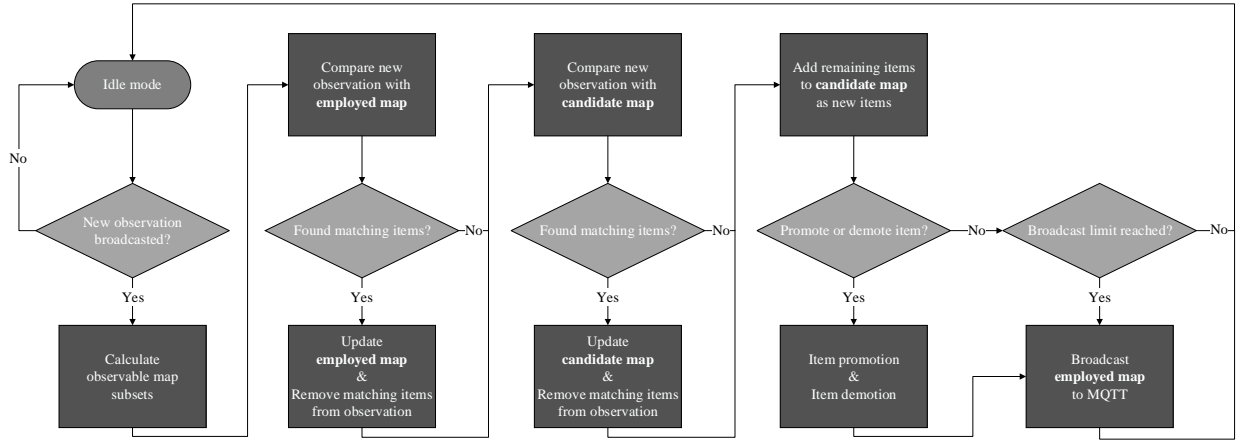 Idle mode
No
New observation
broadcasted?
Yes
Calculate
observable map
subsets
Compare new
observation with
employed map
Found matching items?
No
Yes
Update
employed map
&
Remove matching items
from observation
Compare new
observation with
candidate map
Found matching items?
No
Yes
Update
candidate map
&
Remove matching items
from observation
Add remaining items
to candidate map
as new items
Promote or demote item?
No
Yes
Item promotion
&
Item demotion
Broadcast limit reached?
No
Yes
Broadcast
employed map
to MQTT